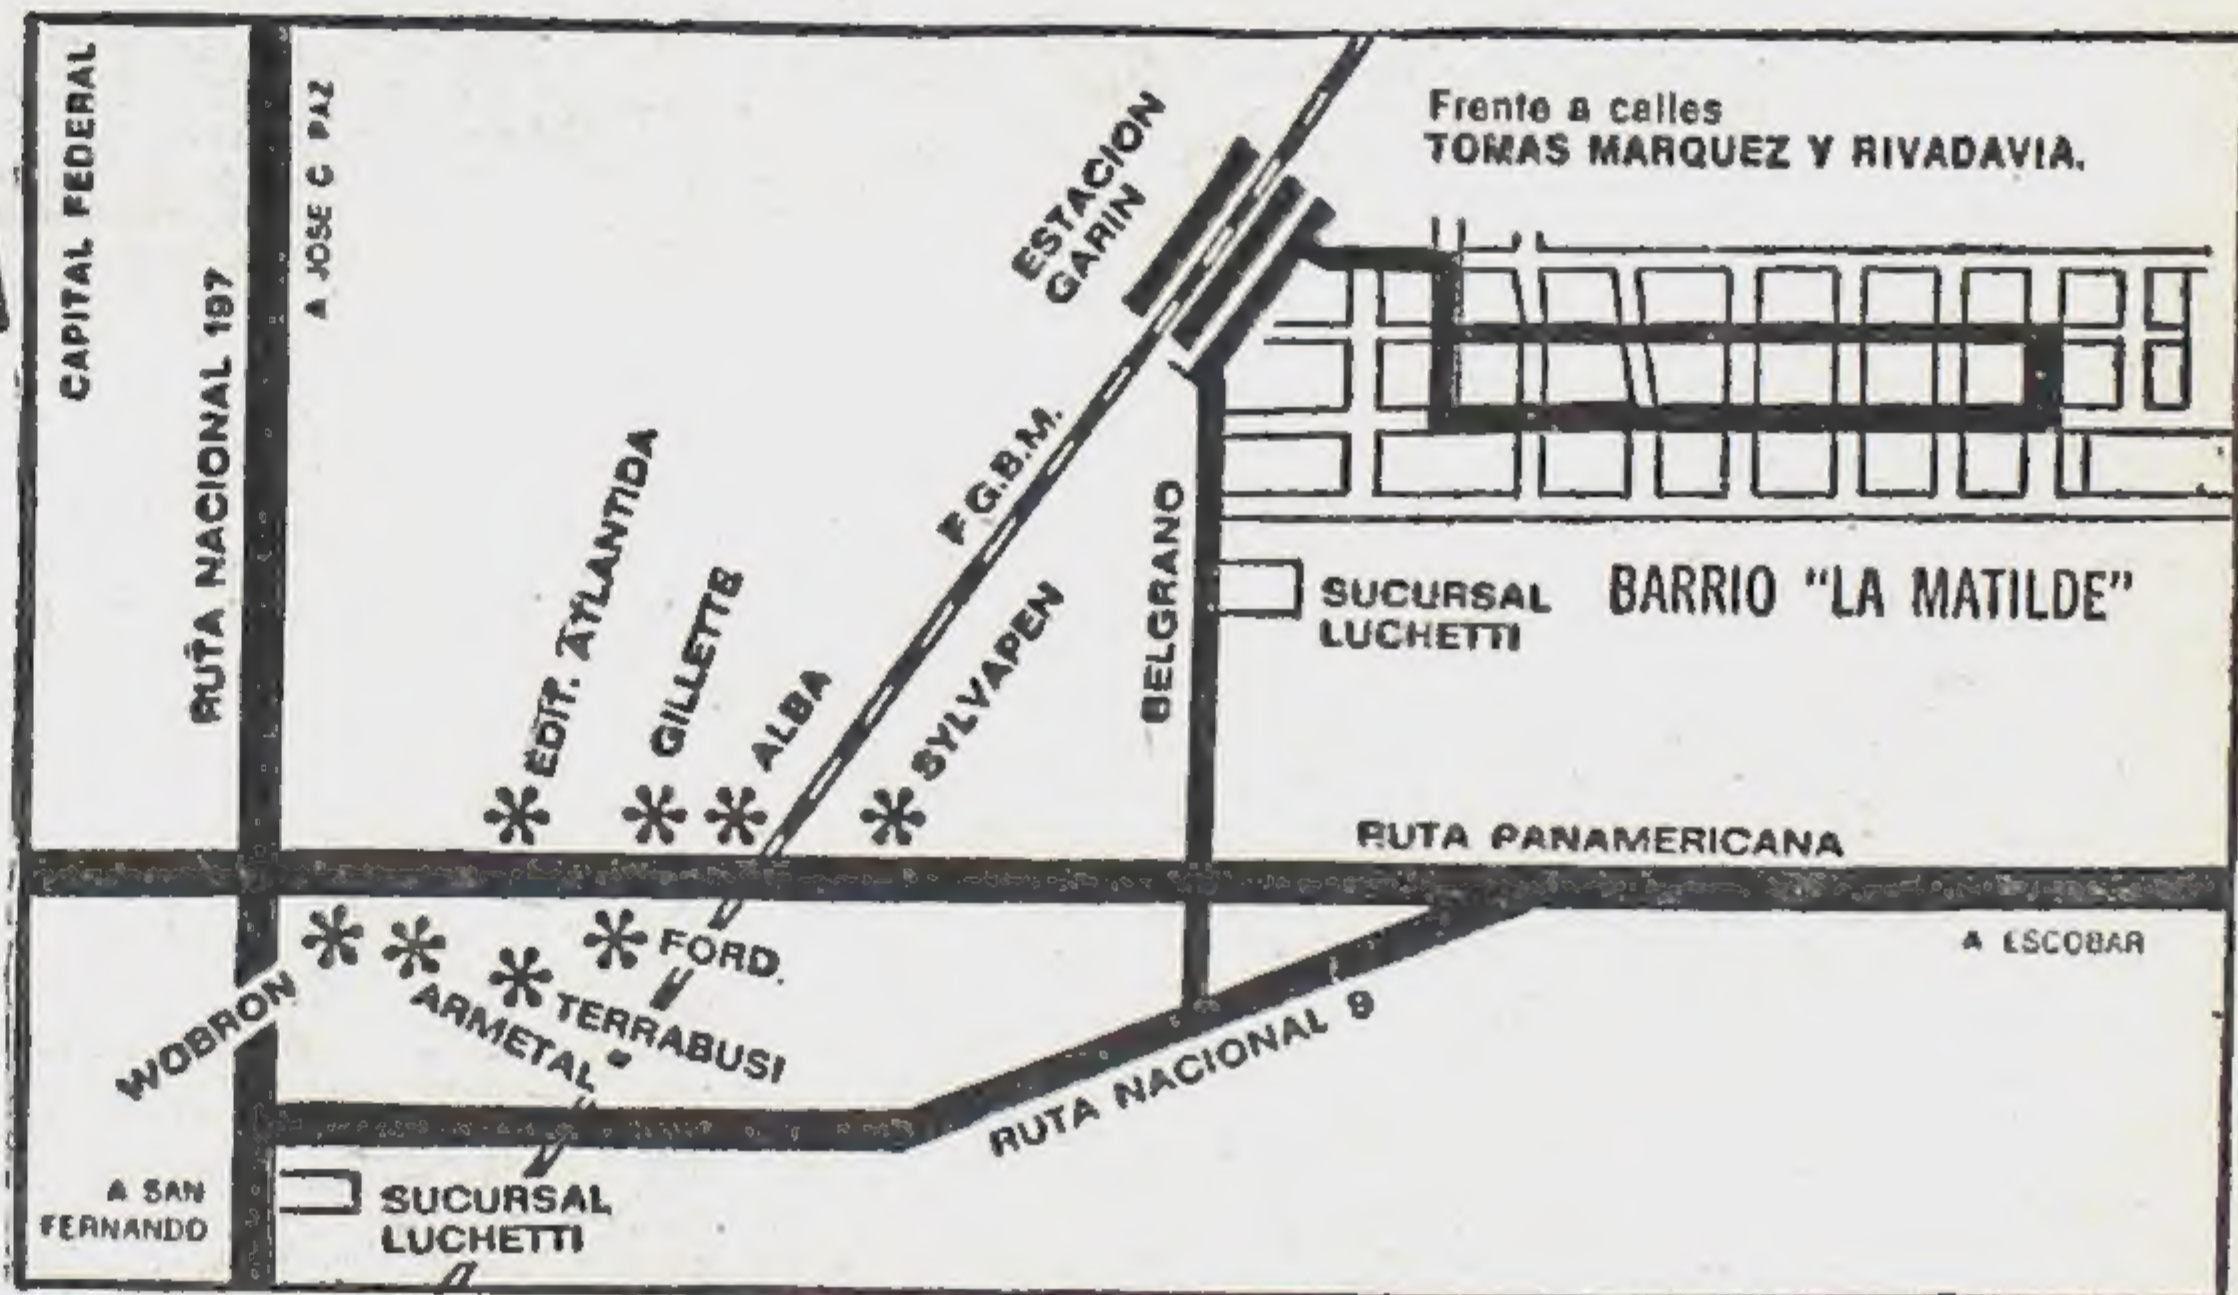 CAPITAL FEDERAL
RUTA NACIONAL 197
A JOSE C PAZ
ESTACION
GARIN
Frente a calles
TOMAS MARQUEZ Y RIVADAVIA.
F.G.B.M.
EDIT. ATLANTIDA
GILLETTE
ALBA
SYLVAPEN
BELGRANO
SUCURSAL
LUCHETTI
BARRIO "LA MATILDE"
RUTA PANAMERICANA
A ESCOBAR
WOBRON
ARMETAL
TERRABUSI
FORD.
RUTA NACIONAL 9
A SAN
FERNANDO
SUCURSAL
LUCHETTI